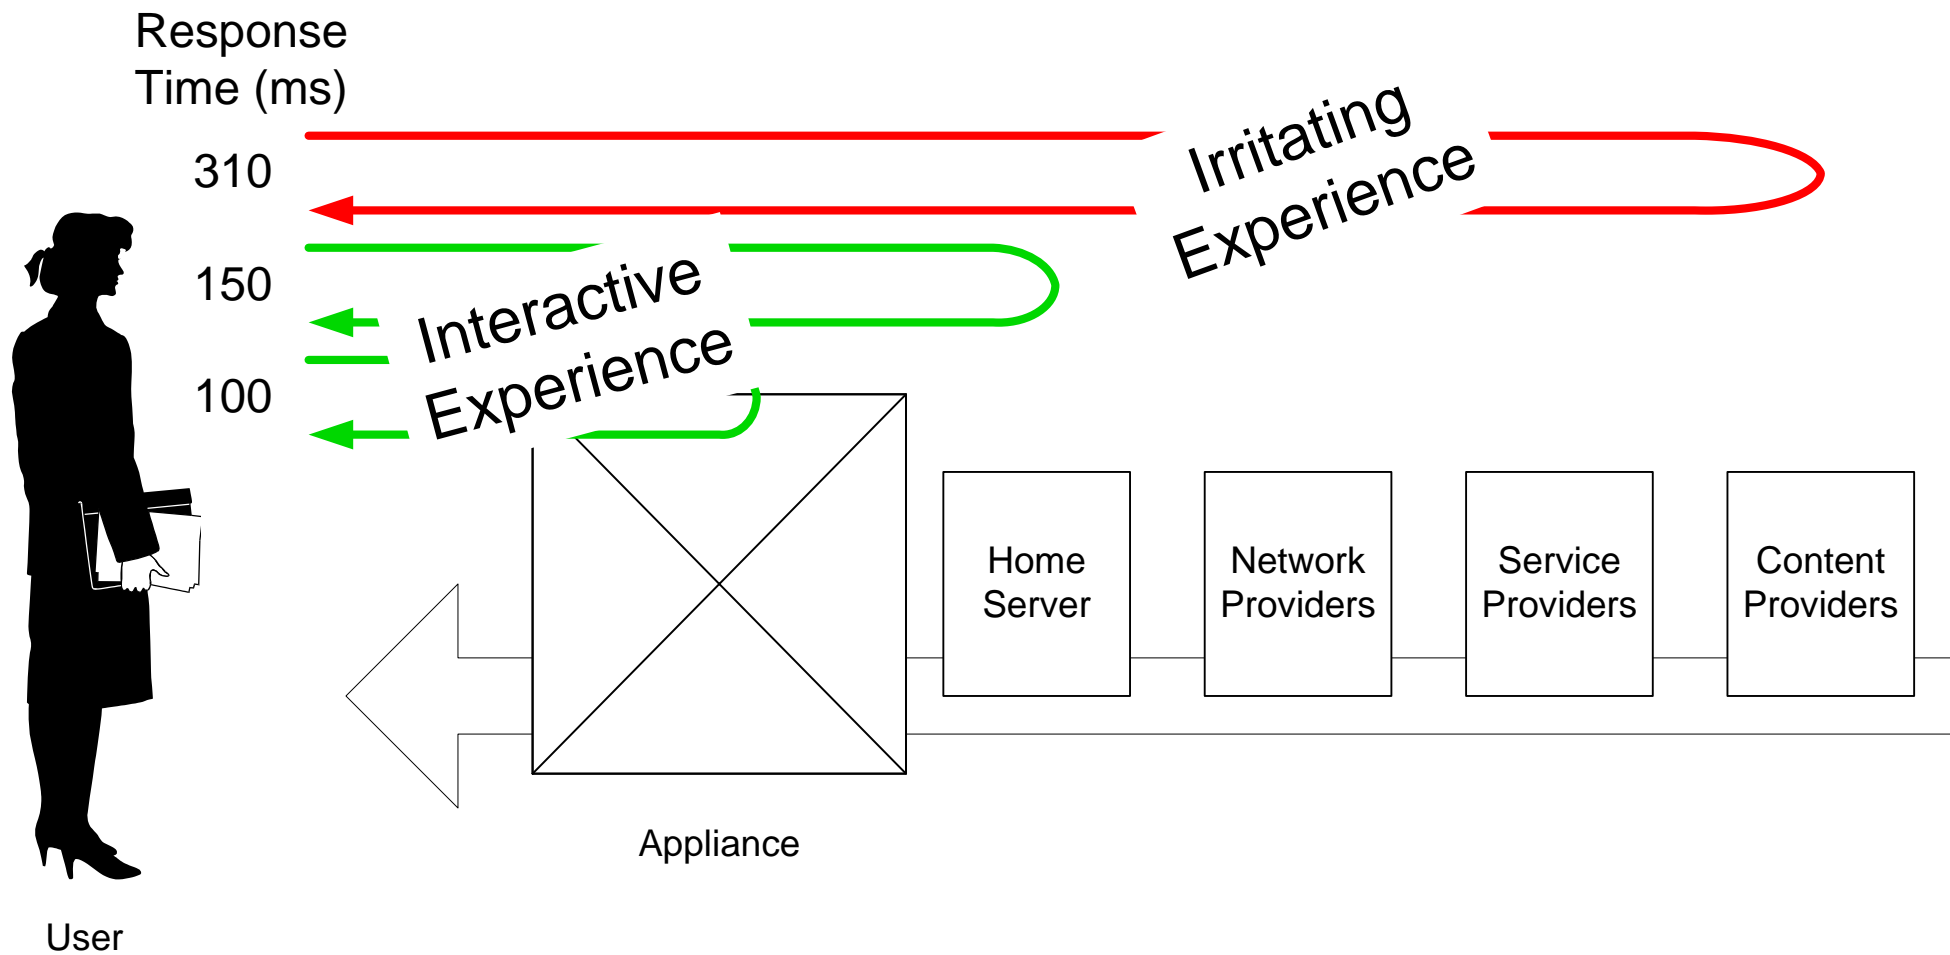 Response
Time (ms)
310
150
100
Irritating
Experience
Interactive
Experience
Home
Server
Network
Providers
Service
Providers
Content
Providers
Appliance
User